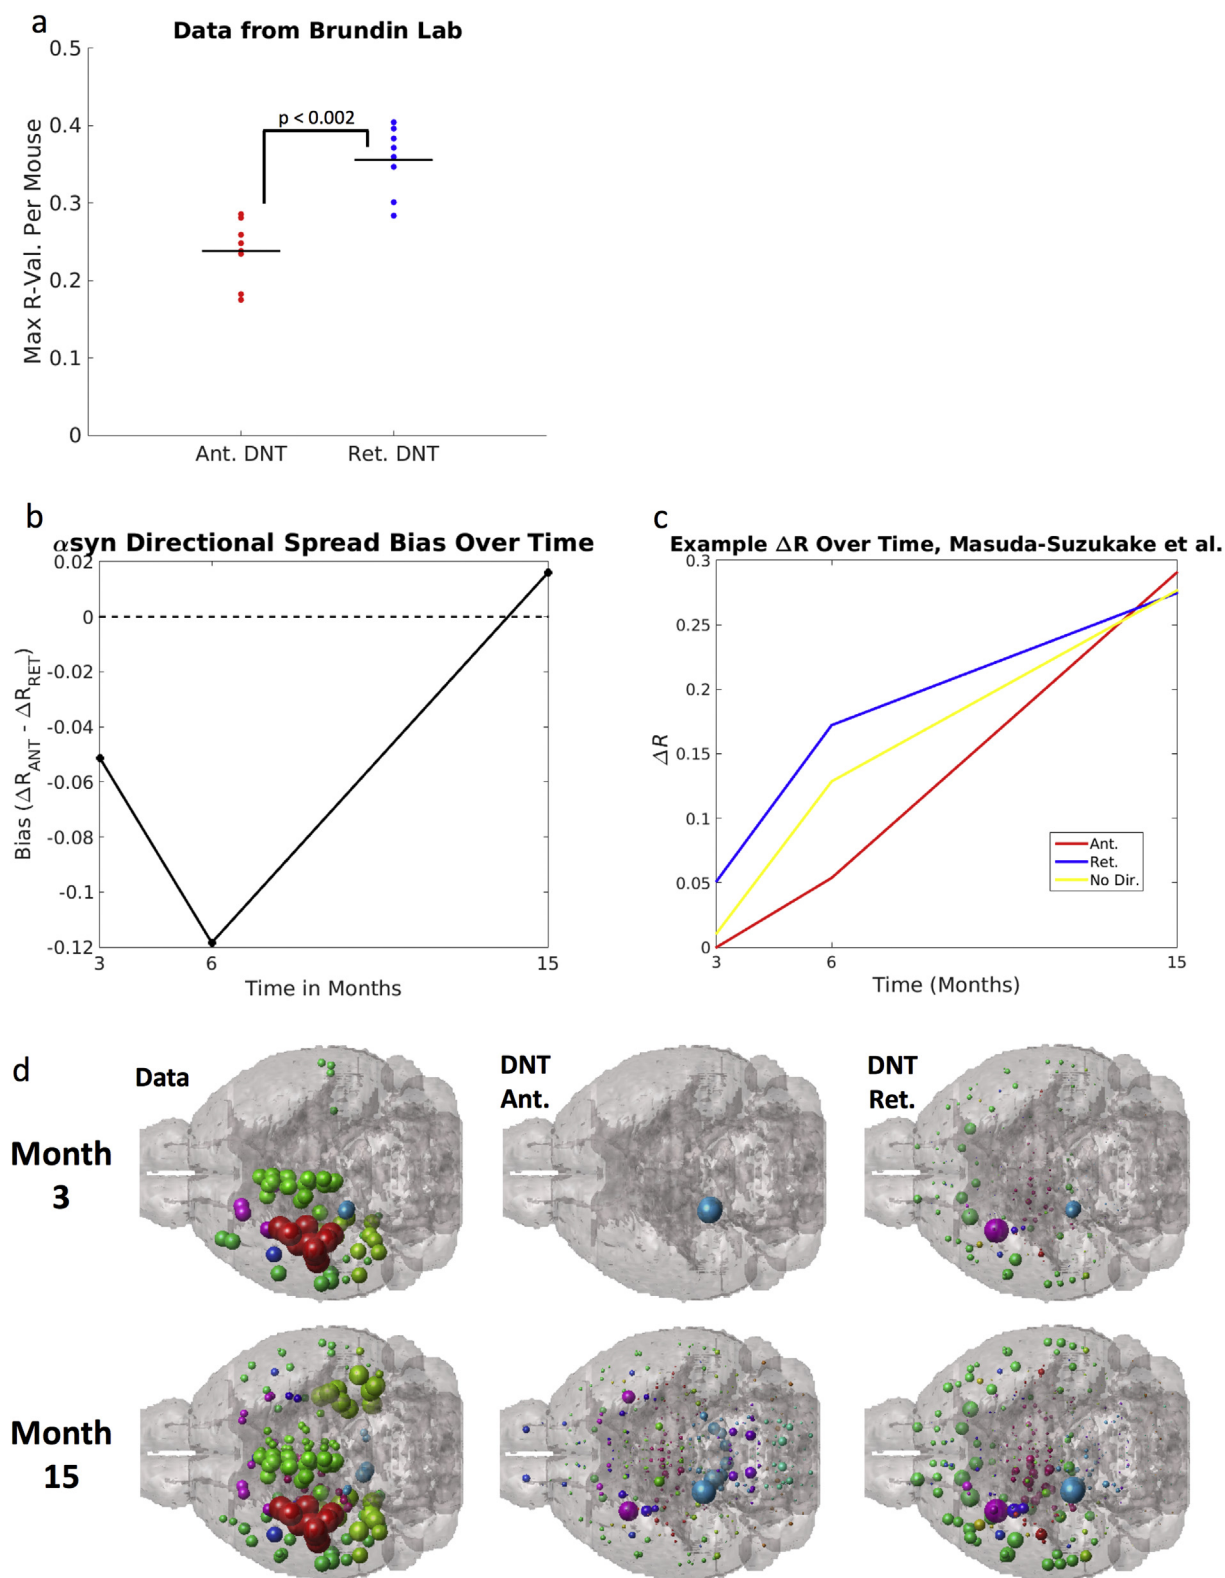 a
Data from Brundin Lab
0.5
0.4
0.3
0.2
0.1
0
Max R-Val. Per Mouse
p < 0.002
Ant. DNT
Ret. DNT
b
αsyn Directional Spread Bias Over Time
0.02
0
-0.02
-0.04
-0.06
-0.08
-0.1
-0.12
Bias (ΔR_ANT - ΔR_RET)
3
6
15
Time in Months
c
Example ΔR Over Time, Masuda-Suzukake et al.
0.3
0.25
0.2
0.15
0.1
0.05
0
ΔR
Ant.
Ret.
No Dir.
3
6
15
Time (Months)
d
Data
DNT
Ant.
DNT
Ret.
Month
3
Month
15